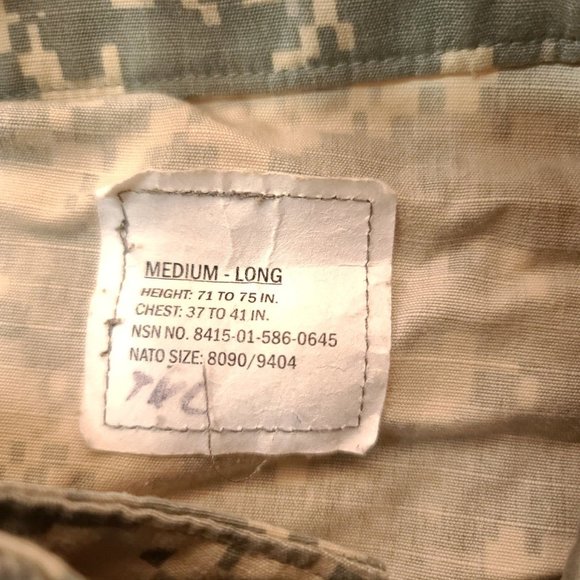 MEDIUM - LONG
HEIGHT: 71 TO 75 IN.
CHEST: 37 TO 41 IN.
NSN NO. 8415-01-586-0645
NATO SIZE: 8090/9404